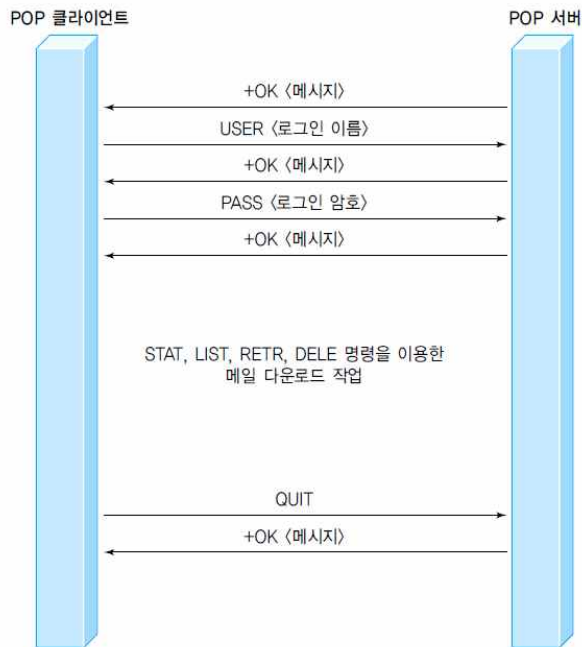 POP 클라이언트
POP 서버
+OK 〈메시지〉
USER 〈로그인 이름〉
+OK 〈메시지〉
PASS 〈로그인 암호〉
+OK 〈메시지〉
STAT, LIST, RETR, DELE 명령을 이용한
메일 다운로드 작업
QUIT
+OK 〈메시지〉